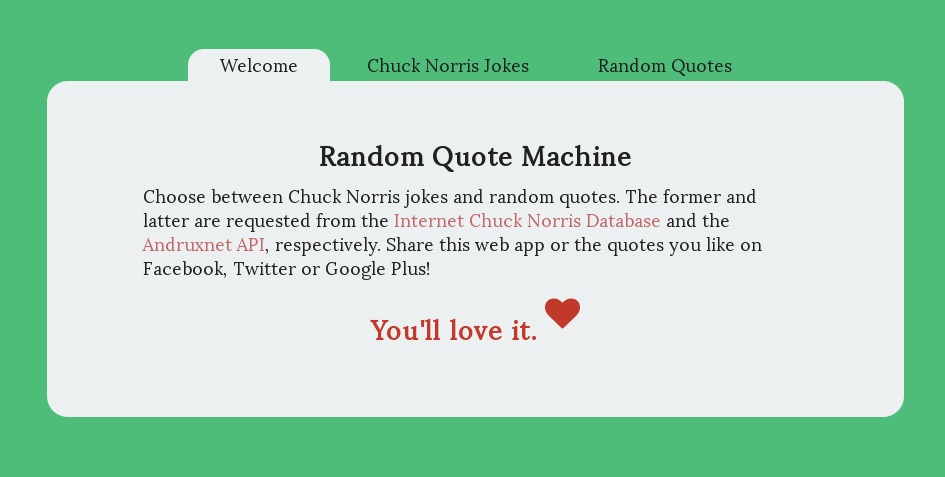 Welcome Chuck Norris Jokes Random Quotes
Random Quote Machine
Choose between Chuck Norris jokes and random quotes. The former and
latter are requested from the Internet Chuck Norris Database and the
Andruxnet API, respectively. Share this web app or the quotes you like on
Facebook, Twitter or Google Plus!
You'll love it.